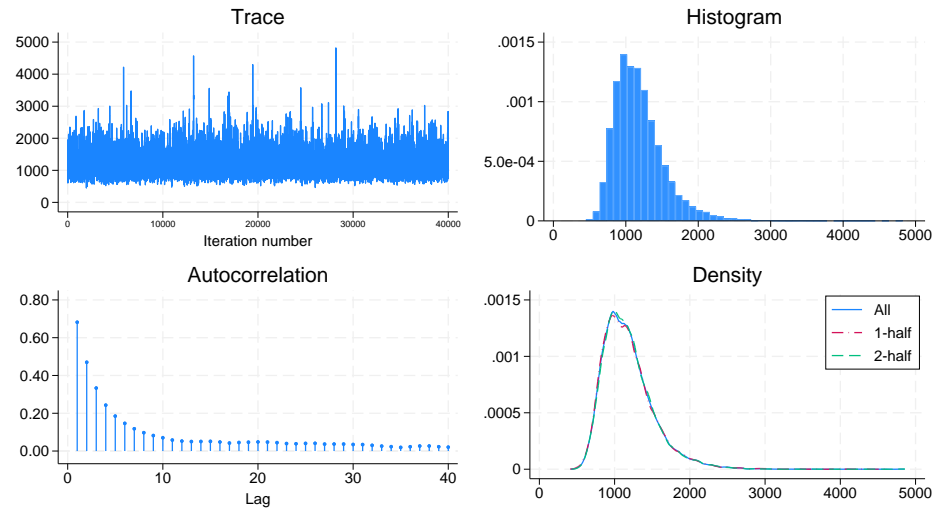 Trace
5000
4000
3000
2000
1000
0
0 10000 20000 30000 40000
Iteration number
Histogram
.0015
.001
5.0e-04
0
0 1000 2000 3000 4000 5000
Autocorrelation
0.80
0.60
0.40
0.20
0.00
0 10 20 30 40
Lag
Density
.0015
.001
.0005
0
0 1000 2000 3000 4000 5000
All
1-half
2-half